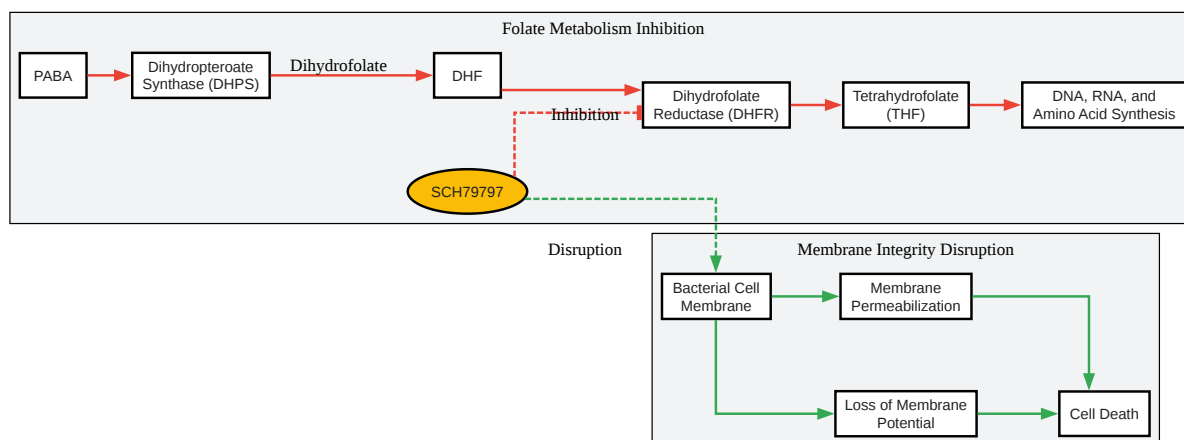 Folate Metabolism Inhibition
PABA
Dihydropteroate
Synthase (DHPS)
Dihydrofolate
DHF
Dihydrofolate
Reductase (DHFR)
Tetrahydrofolate
(THF)
DNA, RNA, and
Amino Acid Synthesis
Inhibition
SCH79797
Disruption
Membrane Integrity Disruption
Bacterial Cell
Membrane
Membrane
Permeabilization
Loss of Membrane
Potential
Cell Death